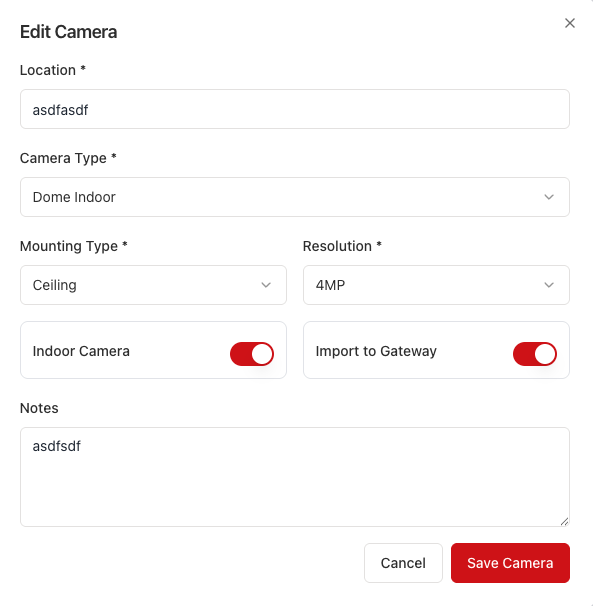 Edit Camera
Location *
asdfasdf
Camera Type *
Dome Indoor
Mounting Type * Resolution *
Ceiling 4MP
Indoor Camera Import to Gateway
Notes
asdfsdf
Cancel Save Camera